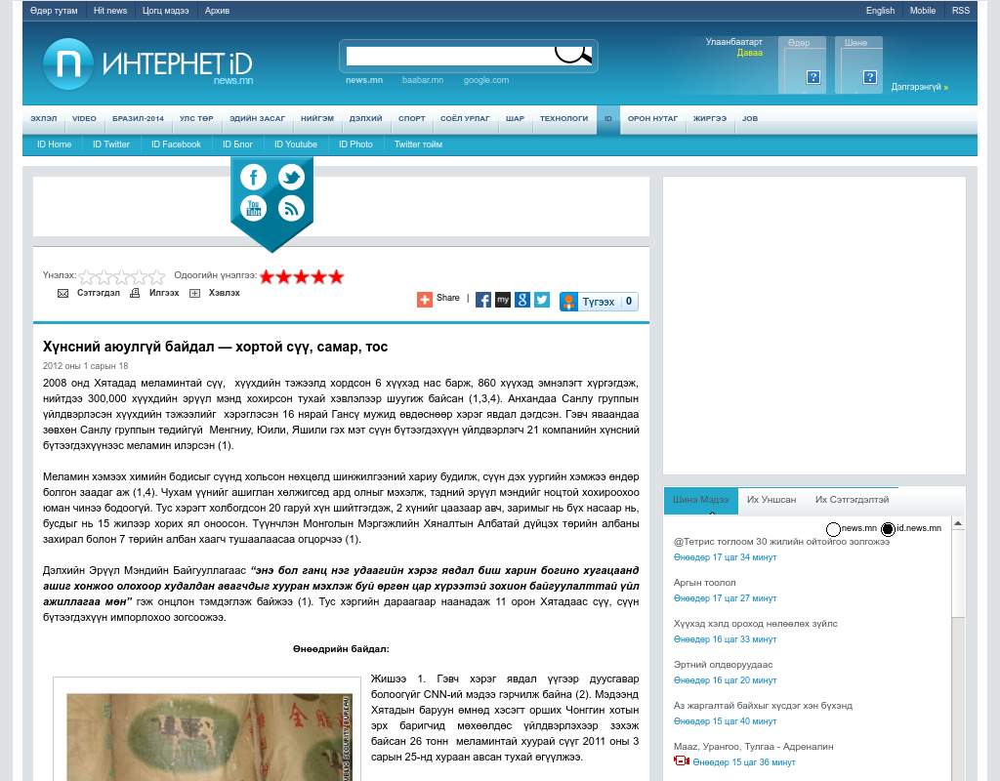 Өдөр тутам Hit news Цогц мэдээ Архив English Mobile RSS
ИНТЕРНЕТ iD
news.mn
news.mn baabar.mn google.com
Улаанбаатарт
Даваа
Өдөр Шөнө
Дэлгэрэнгүй »
ЭХЛЭЛ VIDEO БРАЗИЛ-2014 УЛС ТӨР ЭДИЙН ЗАСАГ НИЙГЭМ ДЭЛХИЙ СПОРТ СОЁЛ УРЛАГ ШАР ТЕХНОЛОГИ ID ОРОН НУТАГ ЖИРГЭЭ JOB
ID Home ID Twitter ID Facebook ID Блог ID Youtube ID Photo Twitter тойм
You
Tube
Үнэлэх: Одоогийн үнэлгээ:
Сэтгэгдэл Илгээх Хэвлэх
Share | my Түгээх 0
Хүнсний аюулгүй байдал — хортой сүү, самар, тос
2012 оны 1 сарын 18
2008 онд Хятадад меламинтай сүү, хүүхдийн тэжээлд хордсон 6 хүүхэд нас барж, 860 хүүхэд эмнэлэгт хүргэгдэж,
нийтдээ 300,000 хүүхдийн эрүүл мэнд хохирсон тухай хэвлэлээр шуугиж байсан (1,3,4). Анхандаа Санлу группын
үйлдвэрлэсэн хүүхдийн тэжээлийг хэрэглэсэн 16 нярай Гансү мужид өвдөснөөр хэрэг явдал дэгдсэн. Гэвч яваандаа
зөвхөн Санлу группын төдийгүй Менгниу, Юили, Яшили гэх мэт сүүн бүтээгдэхүүн үйлдвэрлэгч 21 компанийн хүнсний
бүтээгдэхүүнээс меламин илэрсэн (1).
Меламин хэмээх химийн бодисыг сүүнд хольсон нөхцөлд шинжилгээний хариу будилж, сүүн дэх уургийн хэмжээ өндөр
болгон заадаг аж (1,4). Чухам үүнийг ашиглан хөлжигсөд ард олныг мэхэлж, тэдний эрүүл мэндийг ноцтой хохироохоо
юман чинээ бодоогүй. Тус хэрэгт холбогдсон 20 гаруй хүн шийтгэгдэж, 2 хүнийг цаазаар авч, заримыг нь бүх насаар нь,
бусдыг нь 15 жилээр хорих ял оноосон. Түүнчлэн Монголын Мэргэжлийн Хяналтын Албатай дүйцэх төрийн албаны
захирал болон 7 төрийн албан хаагч тушаалаасаа огцорчээ (1).
Дэлхийн Эрүүл Мэндийн Байгууллагаас “энэ бол ганц нэг удаагийн хэрэг явдал биш харин богино хугацаанд
ашиг хонжоо олохоор худалдан авагчдыг хууран мэхлэж буй өргөн цар хүрээтэй зохион байгуулалттай үйл
ажиллагаа мөн” гэж онцлон тэмдэглэж байжээ (1). Тус хэргийн дараагаар наанадаж 11 орон Хятадаас сүү, сүүн
бүтээгдэхүүн импорлохоо зогсоожээ.
Өнөөдрийн байдал:
Жишээ 1. Гэвч хэрэг явдал үүгээр дуусгавар
болоогүйг CNN-ий мэдээ гэрчилж байна (2). Мэдээнд
Хятадын баруун өмнөд хэсэгт орших Чонггин хотын
эрх баригчид мөхөөлдөс үйлдвэрлэхээр зэхэж
байсан 26 тонн меламинтай хуурай сүүг 2011 оны 3
сарын 25-нд хураан авсан тухай өгүүлжээ.
Шинэ Мэдээ Их Уншсан Их Сэтгэгдэлтэй
news.mn id.news.mn
@Тетрис тоглоом 30 жилийн ойтойгоо золгожээ
Өнөөдөр 17 цаг 34 минут
Аргын тоолол
Өнөөдөр 17 цаг 27 минут
Хүүхэд хэлд ороход нөлөөлөх зүйлс
Өнөөдөр 16 цаг 33 минут
Эртний олдворуудаас
Өнөөдөр 16 цаг 20 минут
Аз жаргалтай байхыг хүсдэг хэн бүхэнд
Өнөөдөр 15 цаг 40 минут
Мааz, Урангоо, Тулгаа - Адреналин
Өнөөдөр 15 цаг 36 минут